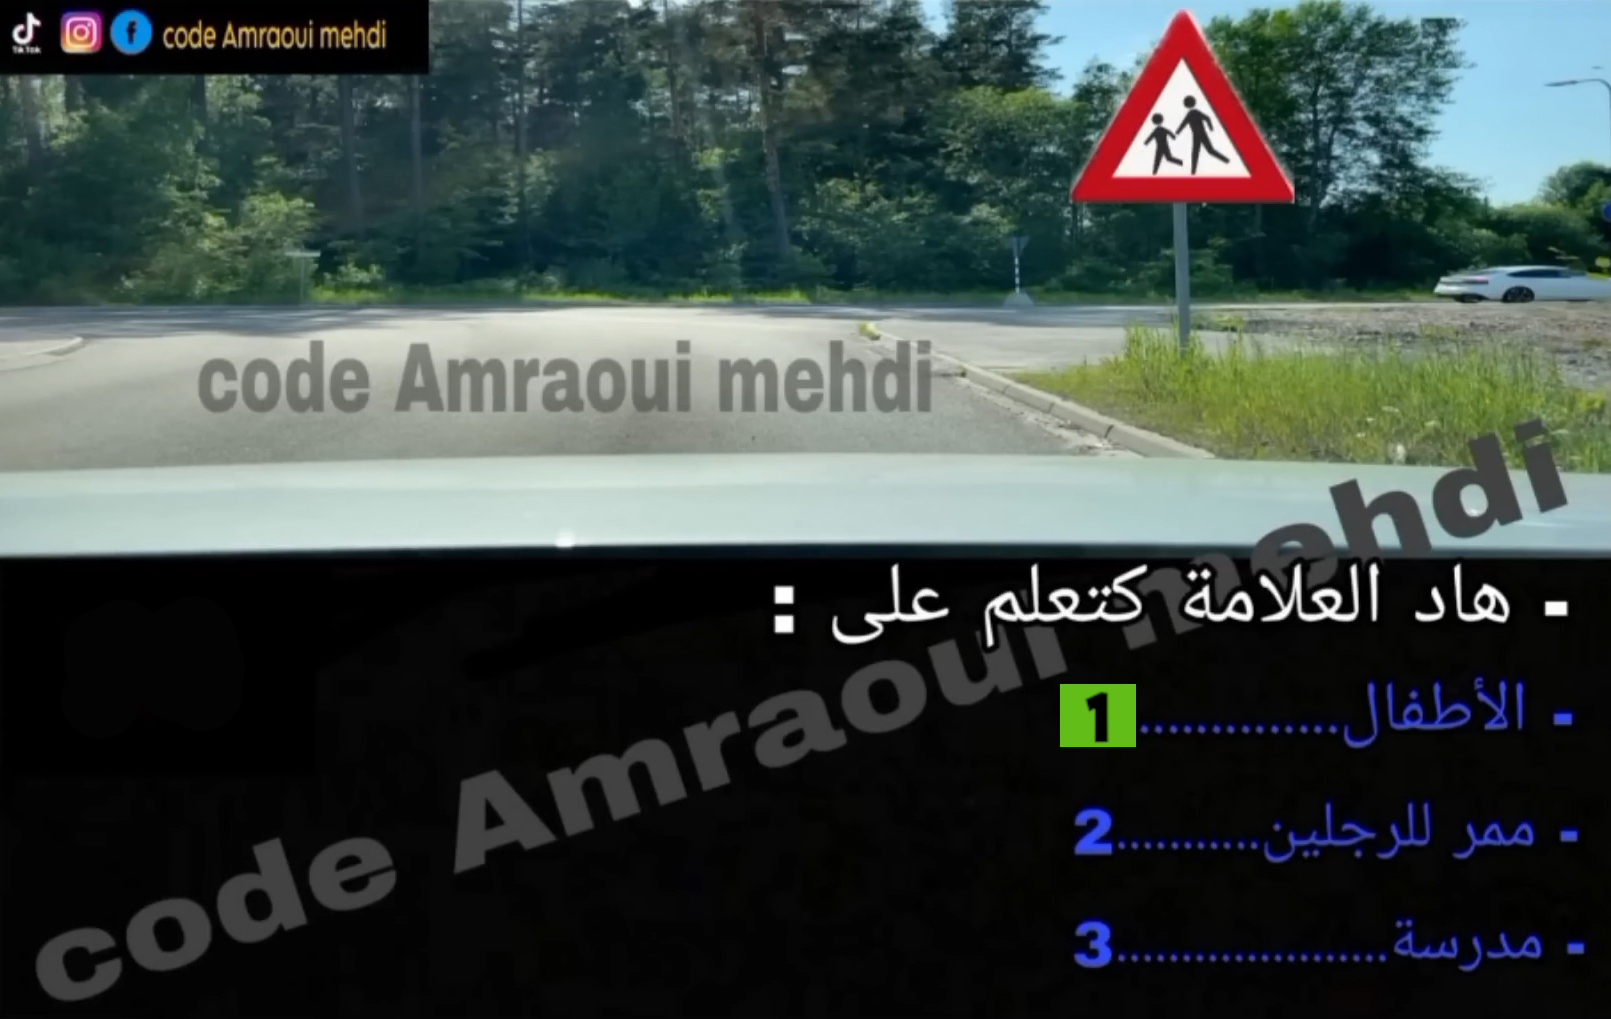 TikTok
code Amraoui mehdi
code Amraoui mehdi
code Amraoui mehdi
- هاد العلامة كتعلم على :
- الأطفال..............1
- ممر للرجلين...........2
- مدرسة.....................3